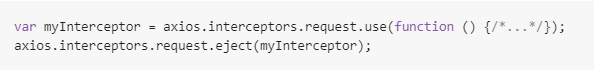 var myInterceptor = axios.interceptors.request.use(function () {/*...*/});
axios.interceptors.request.eject(myInterceptor);